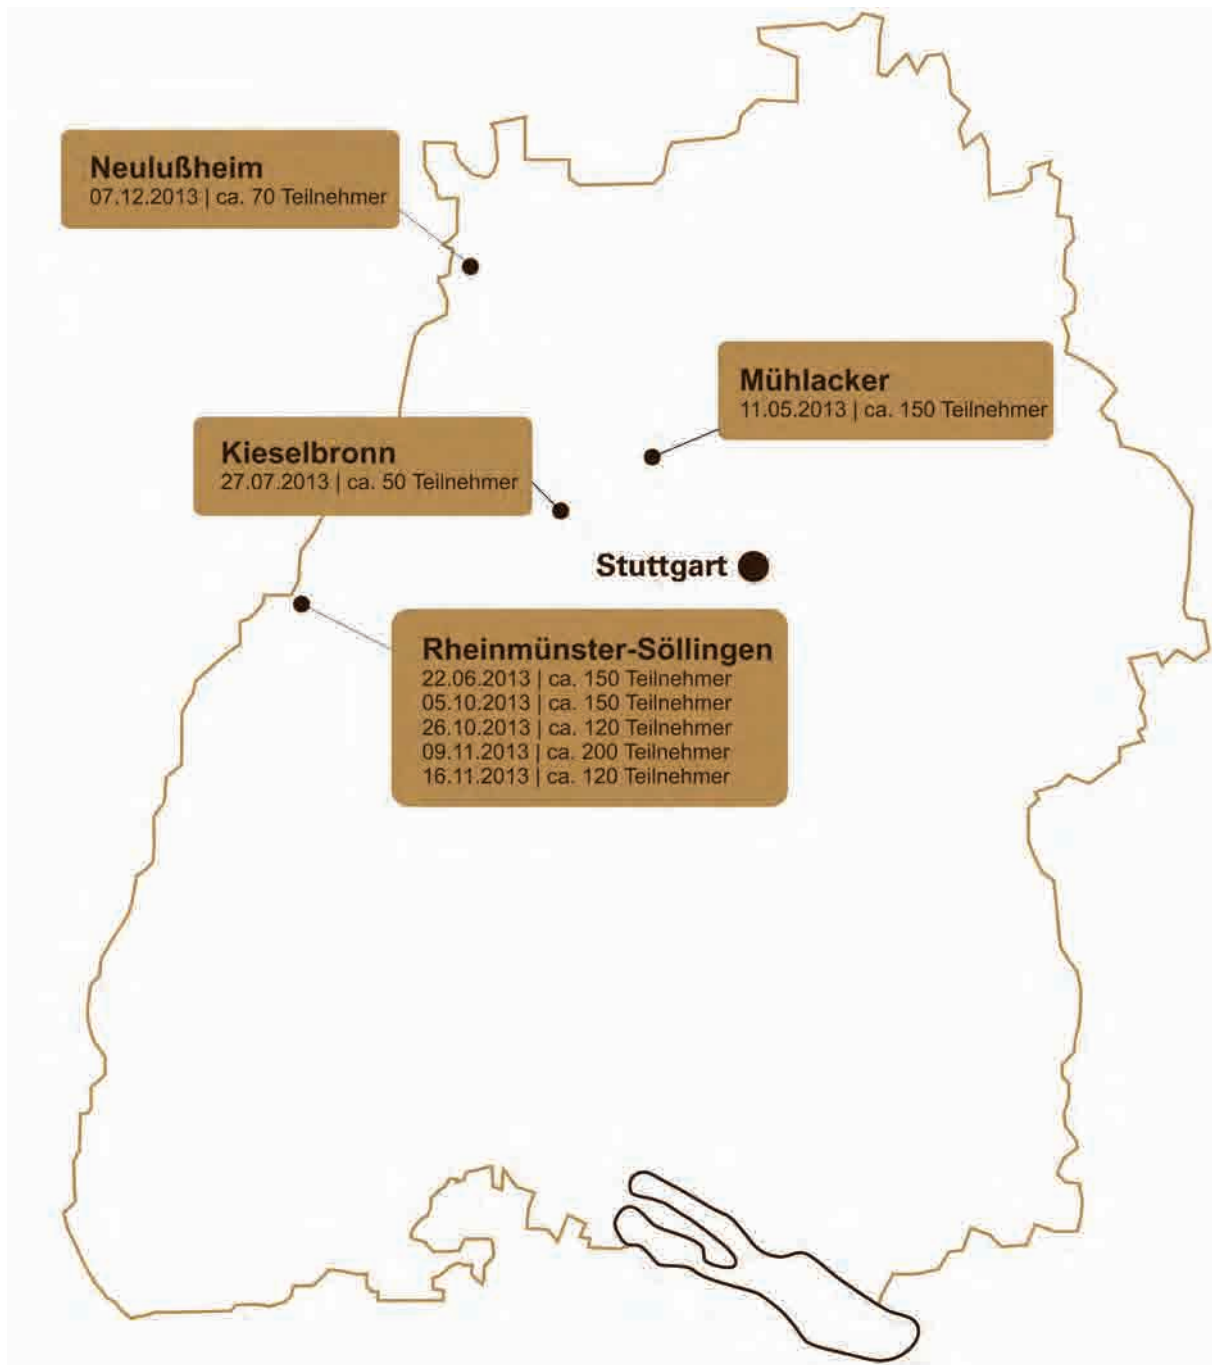 Neulußheim
07.12.2013 | ca. 70 Teilnehmer
Mühlacker
11.05.2013 | ca. 150 Teilnehmer
Kieselbronn
27.07.2013 | ca. 50 Teilnehmer
Stuttgart
Rheinmünster-Söllingen
22.06.2013 | ca. 150 Teilnehmer
05.10.2013 | ca. 150 Teilnehmer
26.10.2013 | ca. 120 Teilnehmer
09.11.2013 | ca. 200 Teilnehmer
16.11.2013 | ca. 120 Teilnehmer